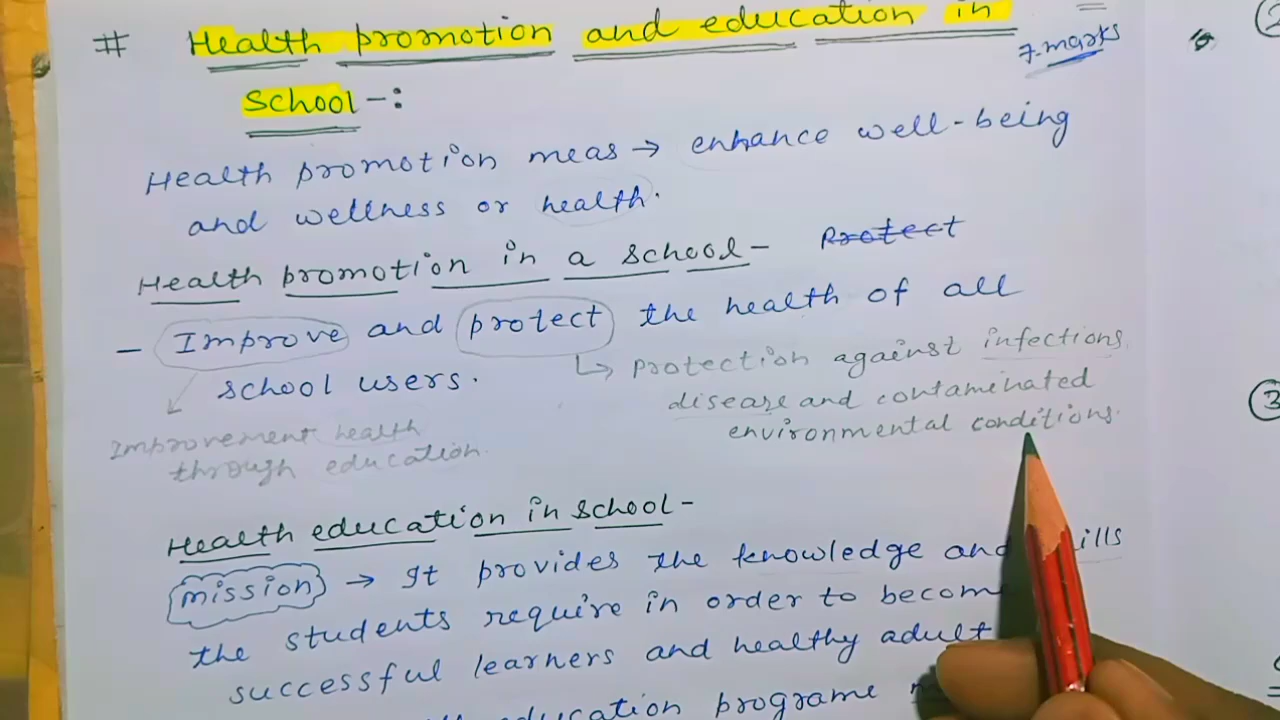 # Health promotion and education in
7-marks
School -:
Health promotion meas → enhance well-being
and wellness or health.
Health promotion in a school - Protect
- Improve and protect the health of all
school users.
↳ Protection against infections,
disease and contaminated
environmental conditions.
Improvement health
through education.
Health education in school -
mission → It provides the knowledge and
the students require in order to becom
successful learners and healthy adult
education programe
3